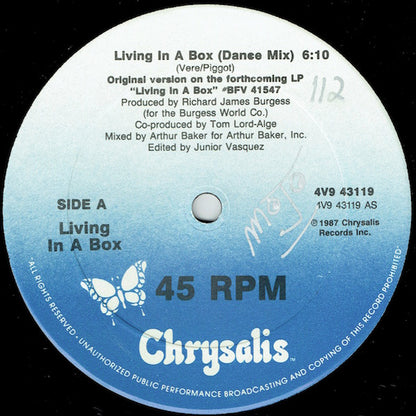 Living In A Box (Dance Mix) 6:10
(Vere/Piggot)
Original version on the forthcoming LP
"Living In A Box" #BFV 41547
Produced by Richard James Burgess
(for the Burgess World Co.)
Co-produced by Tom Lord-Alge
Mixed by Arthur Baker for Arthur Baker, Inc.
Edited by Junior Vasquez
112
SIDE A
Living
In A Box
4V9 43119
4V9 43119 AS
℗ 1987 Chrysalis
Records Inc.
45 RPM
Chrysalis™
·ALL RIGHTS RESERVED · UNAUTHORIZED PUBLIC PERFORMANCE BROADCASTING AND COPYING OF THIS RECORD PROHIBITED·